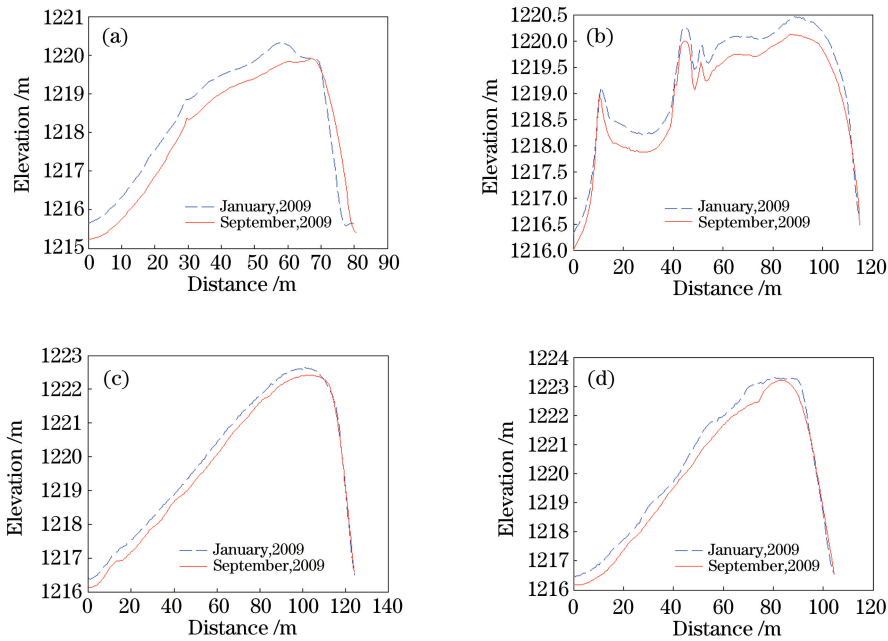 (a)
Elevation /m
1221
1220
1219
1218
1217
1216
1215
January,2009
September,2009
0 10 20 30 40 50 60 70 80 90
Distance /m
(b)
Elevation /m
1220.5
1220.0
1219.5
1219.0
1218.5
1218.0
1217.5
1217.0
1216.5
1216.0
January,2009
September,2009
0 20 40 60 80 100 120
Distance /m
(c)
Elevation /m
1223
1222
1221
1220
1219
1218
1217
1216
January,2009
September,2009
0 20 40 60 80 100 120 140
Distance /m
(d)
Elevation /m
1224
1223
1222
1221
1220
1219
1218
1217
1216
January,2009
September,2009
0 20 40 60 80 100 120
Distance /m